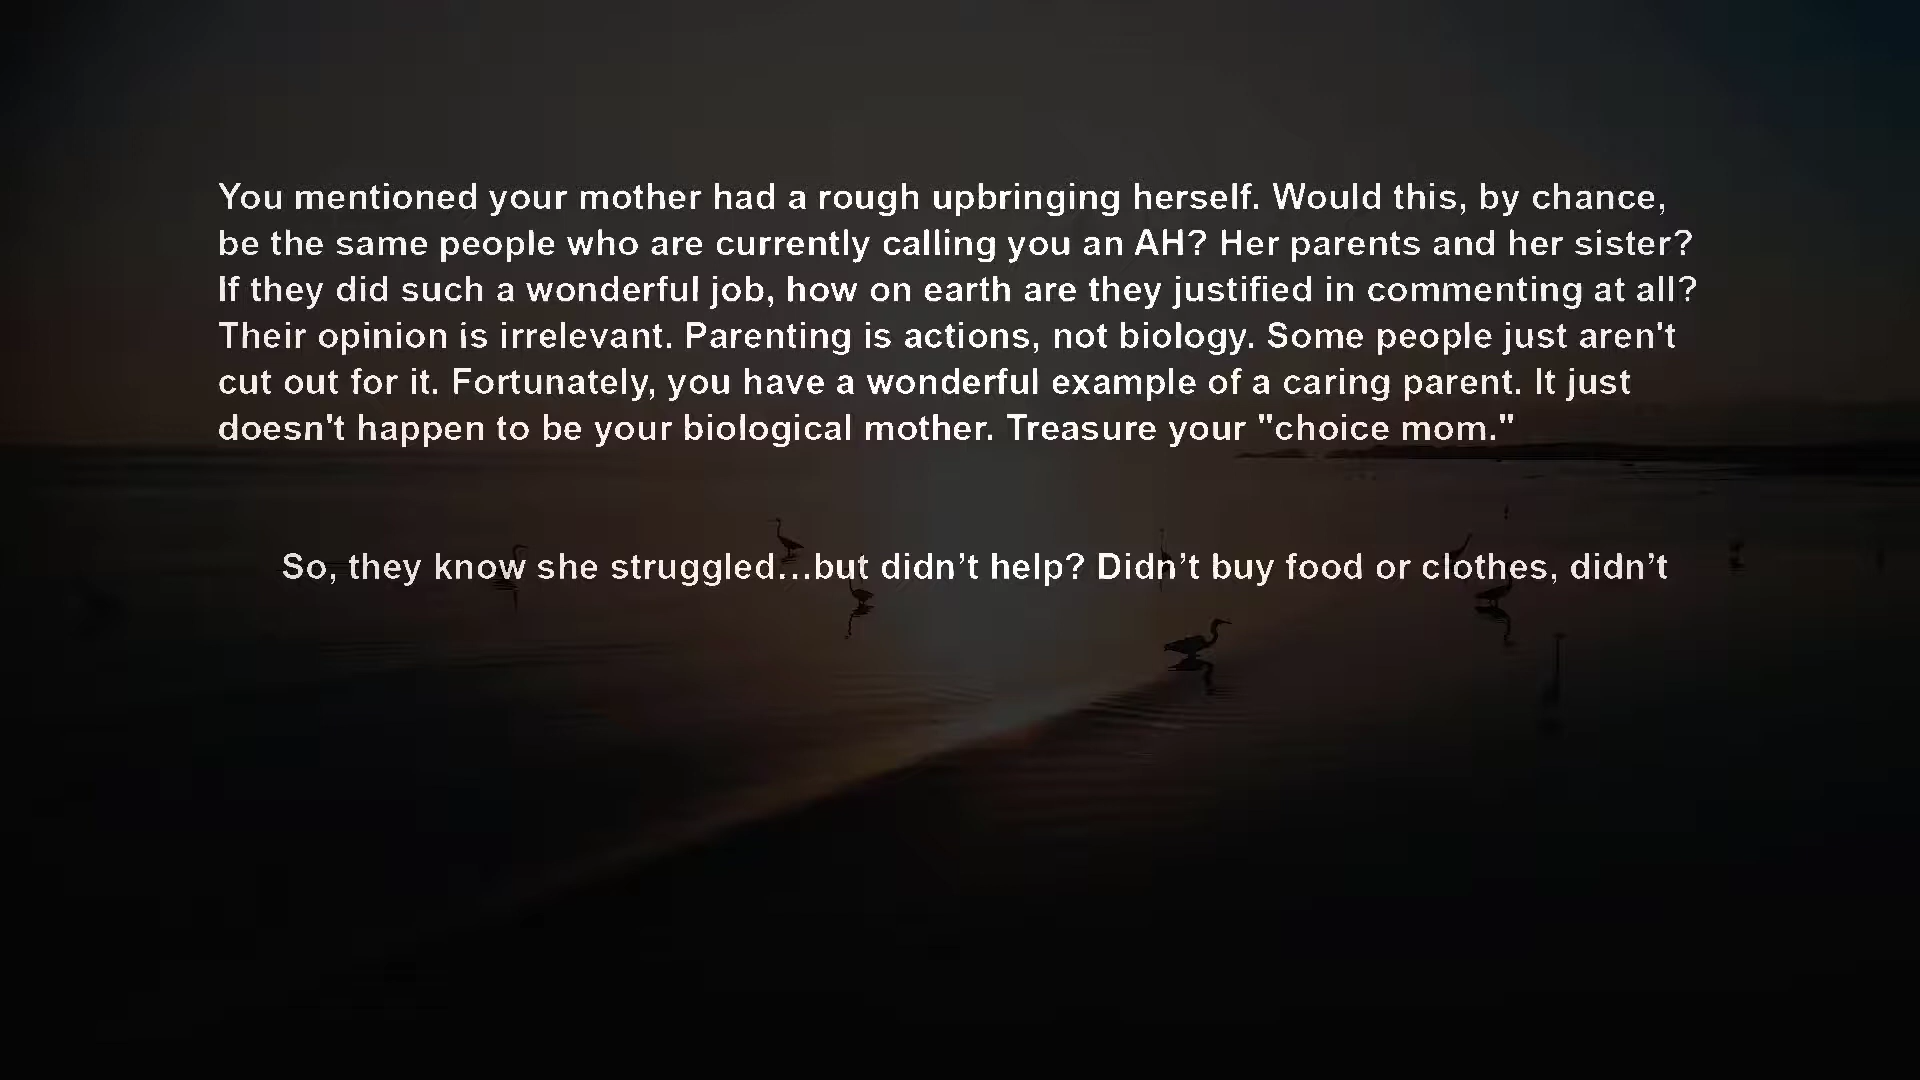 You mentioned your mother had a rough upbringing herself. Would this, by chance,
be the same people who are currently calling you an AH? Her parents and her sister?
If they did such a wonderful job, how on earth are they justified in commenting at all?
Their opinion is irrelevant. Parenting is actions, not biology. Some people just aren't
cut out for it. Fortunately, you have a wonderful example of a caring parent. It just
doesn't happen to be your biological mother. Treasure your "choice mom."
So, they know she struggled…but didn’t help? Didn’t buy food or clothes, didn’t